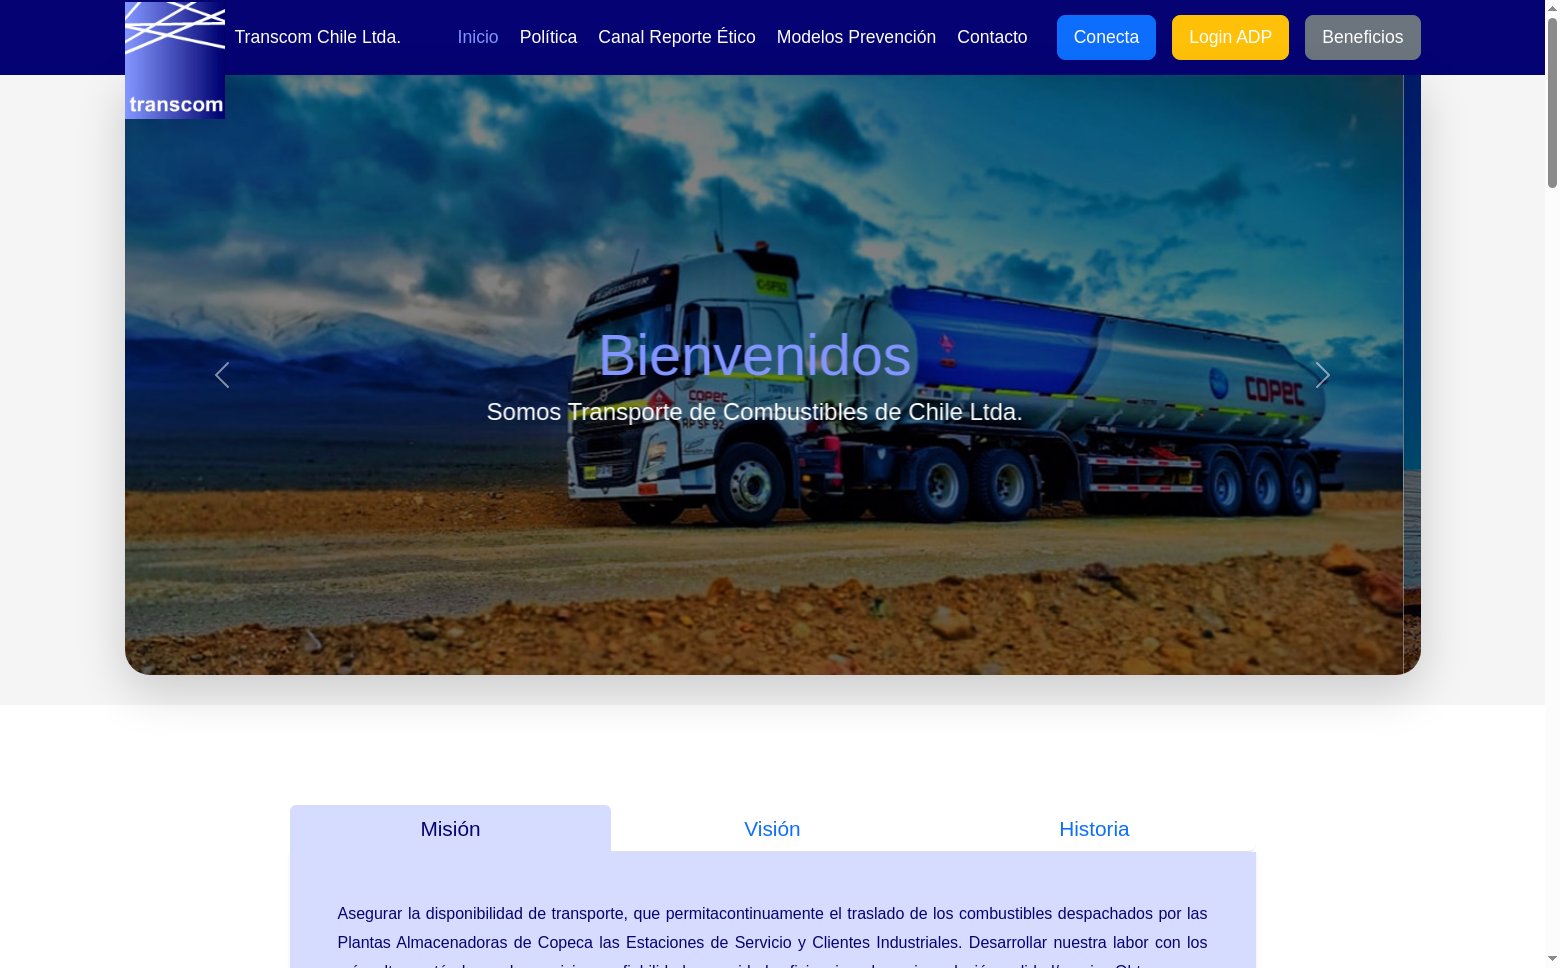 transcom
Transcom Chile Ltda.
Inicio
Política
Canal Reporte Ético
Modelos Prevención
Contacto
Conecta
Login ADP
Beneficios
Bienvenidos
Somos Transporte de Combustibles de Chile Ltda.
COPEC
COPEC
Misión
Visión
Historia
Asegurar la disponibilidad de transporte, que permitacontinuamente el traslado de los combustibles despachados por las
Plantas Almacenadoras de Copeca las Estaciones de Servicio y Clientes Industriales. Desarrollar nuestra labor con los